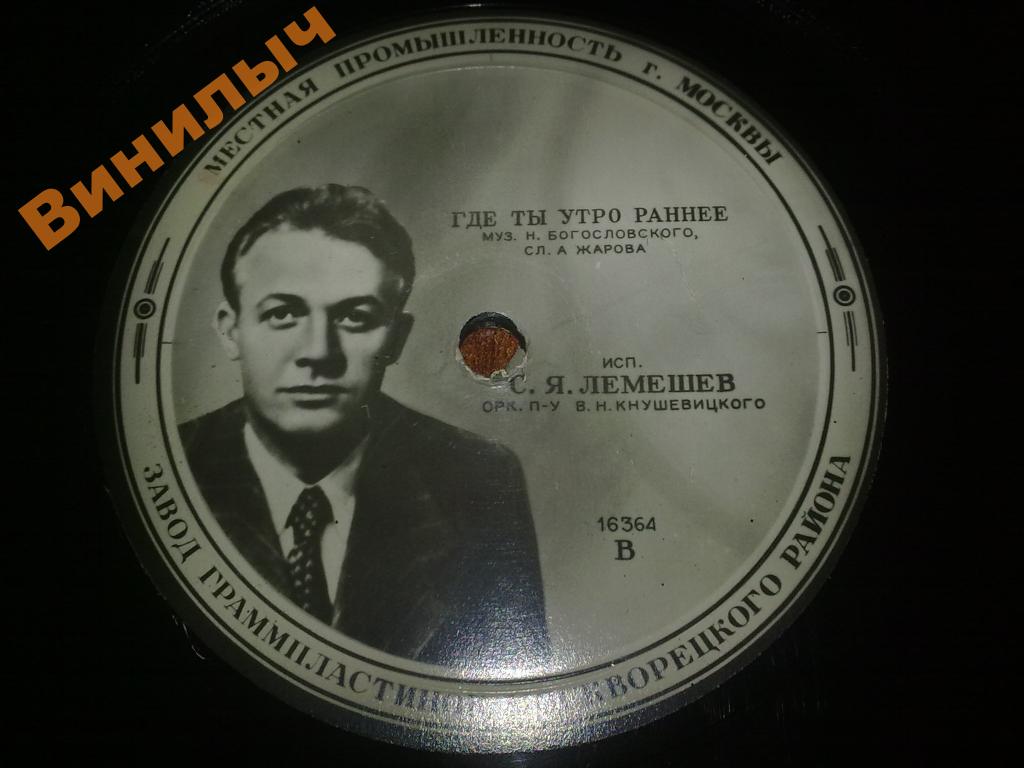 Винилыч
МЕСТНАЯ ПРОМЫШЛЕННОСТЬ Г. МОСКВЫ
ГДЕ ТЫ УТРО РАННЕЕ
МУЗ. Н. БОГОСЛОВСКОГО,
СЛ. А ЖАРОВА
ИСП.
С. Я. ЛЕМЕШЕВ
ОРК. П-У В.Н. КНУШЕВИЦКОГО
16364
В
ЗАВОД ГРАММПЛАСТИНОК МОСКВОРЕЦКОГО РАЙОНА